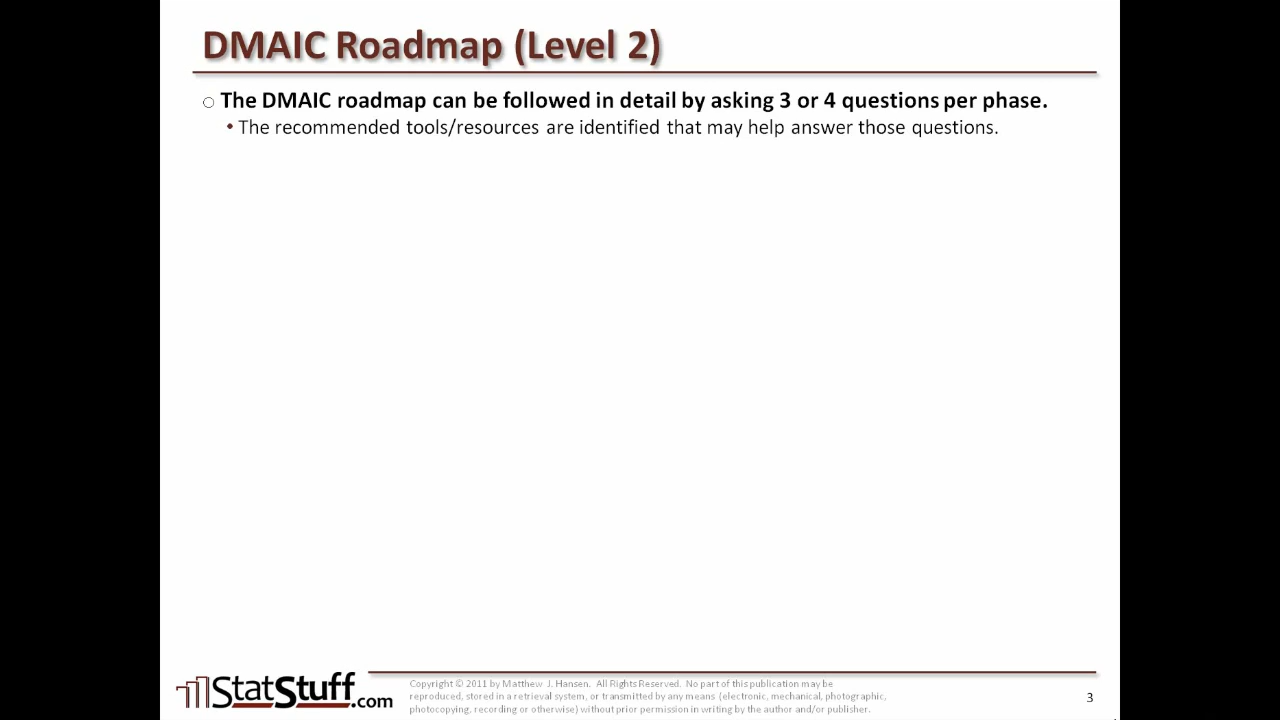 DMAIC Roadmap (Level 2)
The DMAIC roadmap can be followed in detail by asking 3 or 4 questions per phase.
• The recommended tools/resources are identified that may help answer those questions.
StatStuff.com
Copyright © 2011 by Matthew J. Hansen. All Rights Reserved. No part of this publication may be
reproduced, stored in a retrieval system, or transmitted by any means (electronic, mechanical, photographic,
photocopying, recording or otherwise) without prior permission in writing by the author and/or publisher.
3